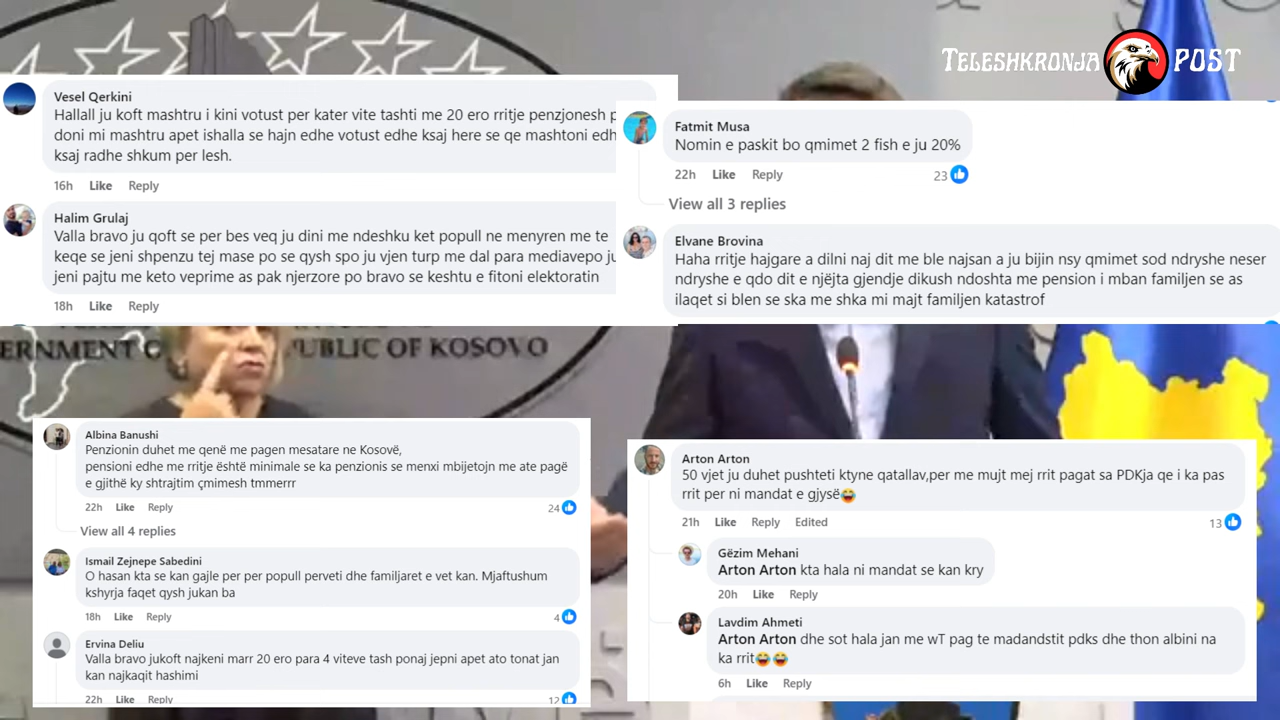 TELESHKRONJA POST
Vesel Qerkini
Hallall ju koft mashtru i kini votust per kater vite tashti me 20 ero rritje penzjonesh p
doni mi mashtru apet ishalla se hajn edhe votust edhe ksaj here se qe mashtoni edh
ksaj radhe shkum per lesh.
16h Like Reply
Halim Grulaj
Valla bravo ju qoft se per bes veq ju dini me ndeshku ket popull ne menyren me te
keqe se jeni shpenzu tej mase po se qysh spo ju vjen turp me dal para mediavepo ju
jeni pajtu me keto veprime as pak njerzore po bravo se keshtu e fitoni elektoratin
18h Like Reply
Fatmit Musa
Nomin e paskit bo qmimet 2 fish e ju 20%
22h Like Reply 23
View all 3 replies
Elvane Brovina
Haha rritje hajgare a dilni naj dit me ble najsan a ju bijin nsy qmimet sod ndryshe neser
ndryshe e qdo dit e njëjta gjendje dikush ndoshta me pension i mban familjen se as
ilaqet si blen se ska me shka mi majt familjen katastrof
ERNMENT O UBLIC OF KOSOVO
Albina Banushi
Penzionin duhet me qenë me pagen mesatare ne Kosovë,
pensioni edhe me rritje është minimale se ka penzionis se menxi mbijetojn me ate pagë
e gjithë ky shtrajtim çmimesh tmmerrr
22h Like Reply 24
View all 4 replies
Ismail Zejnepe Sabedini
O hasan kta se kan gajle per per popull perveti dhe familjaret e vet kan. Mjaftushum
kshyrja faqet qysh jukan ba
18h Like Reply 4
Ervina Deliu
Valla bravo jukoft najkeni marr 20 ero para 4 viteve tash ponaj jepni apet ato tonat jan
kan najkaqit hashimi
22h Like Reply 12
Arton Arton
50 vjet ju duhet pushteti ktyne qatallav,per me mujt mej rrit pagat sa PDKja qe i ka pas
rrit per ni mandat e gjysë😂
21h Like Reply Edited 13
Gëzim Mehani
Arton Arton kta hala ni mandat se kan kry
20h Like Reply
Lavdim Ahmeti
Arton Arton dhe sot hala jan me wT pag te madandstit pdks dhe thon albini na
ka rrit😂😂
6h Like Reply